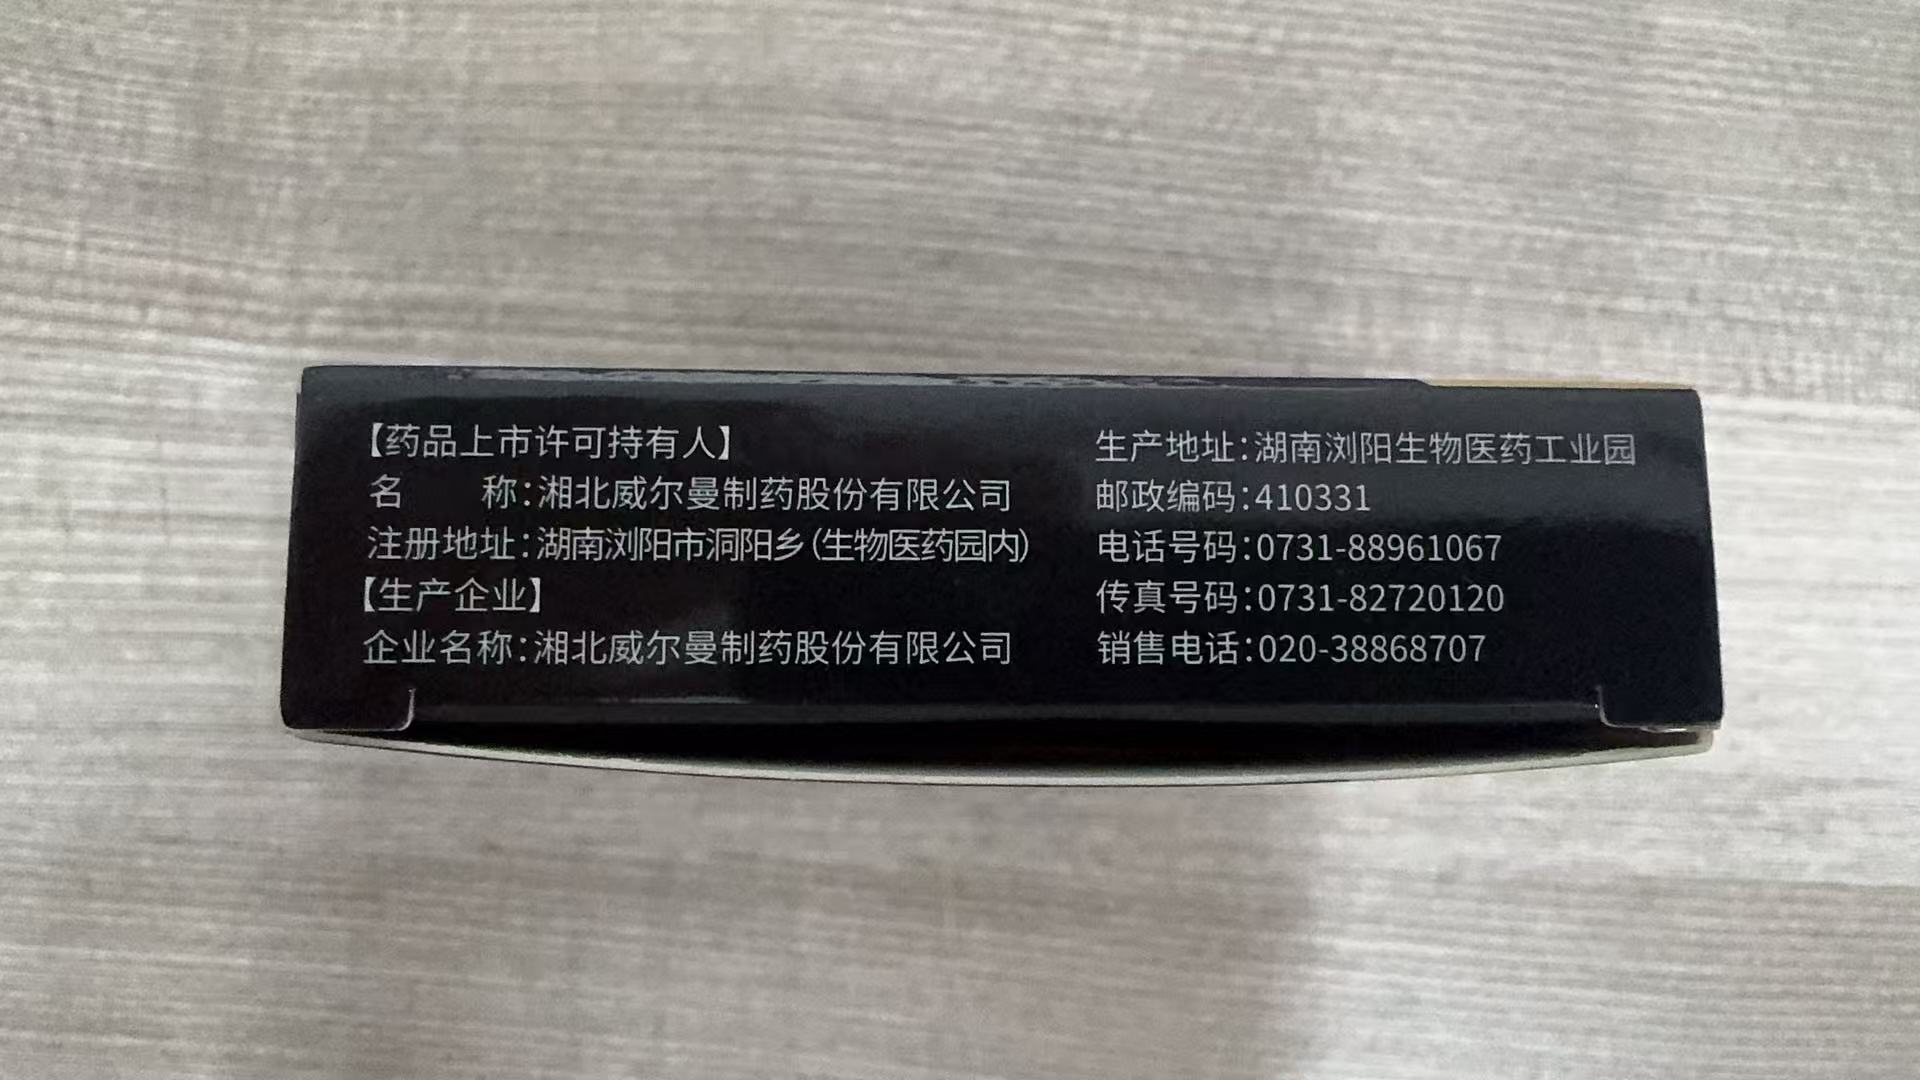 【药品上市许可持有人】
名 称：湘北威尔曼制药股份有限公司
注册地址：湖南浏阳市洞阳乡（生物医药园内）
【生产企业】
企业名称：湘北威尔曼制药股份有限公司
生产地址：湖南浏阳生物医药工业园
邮政编码：410331
电话号码：0731-88961067
传真号码：0731-82720120
销售电话：020-38868707